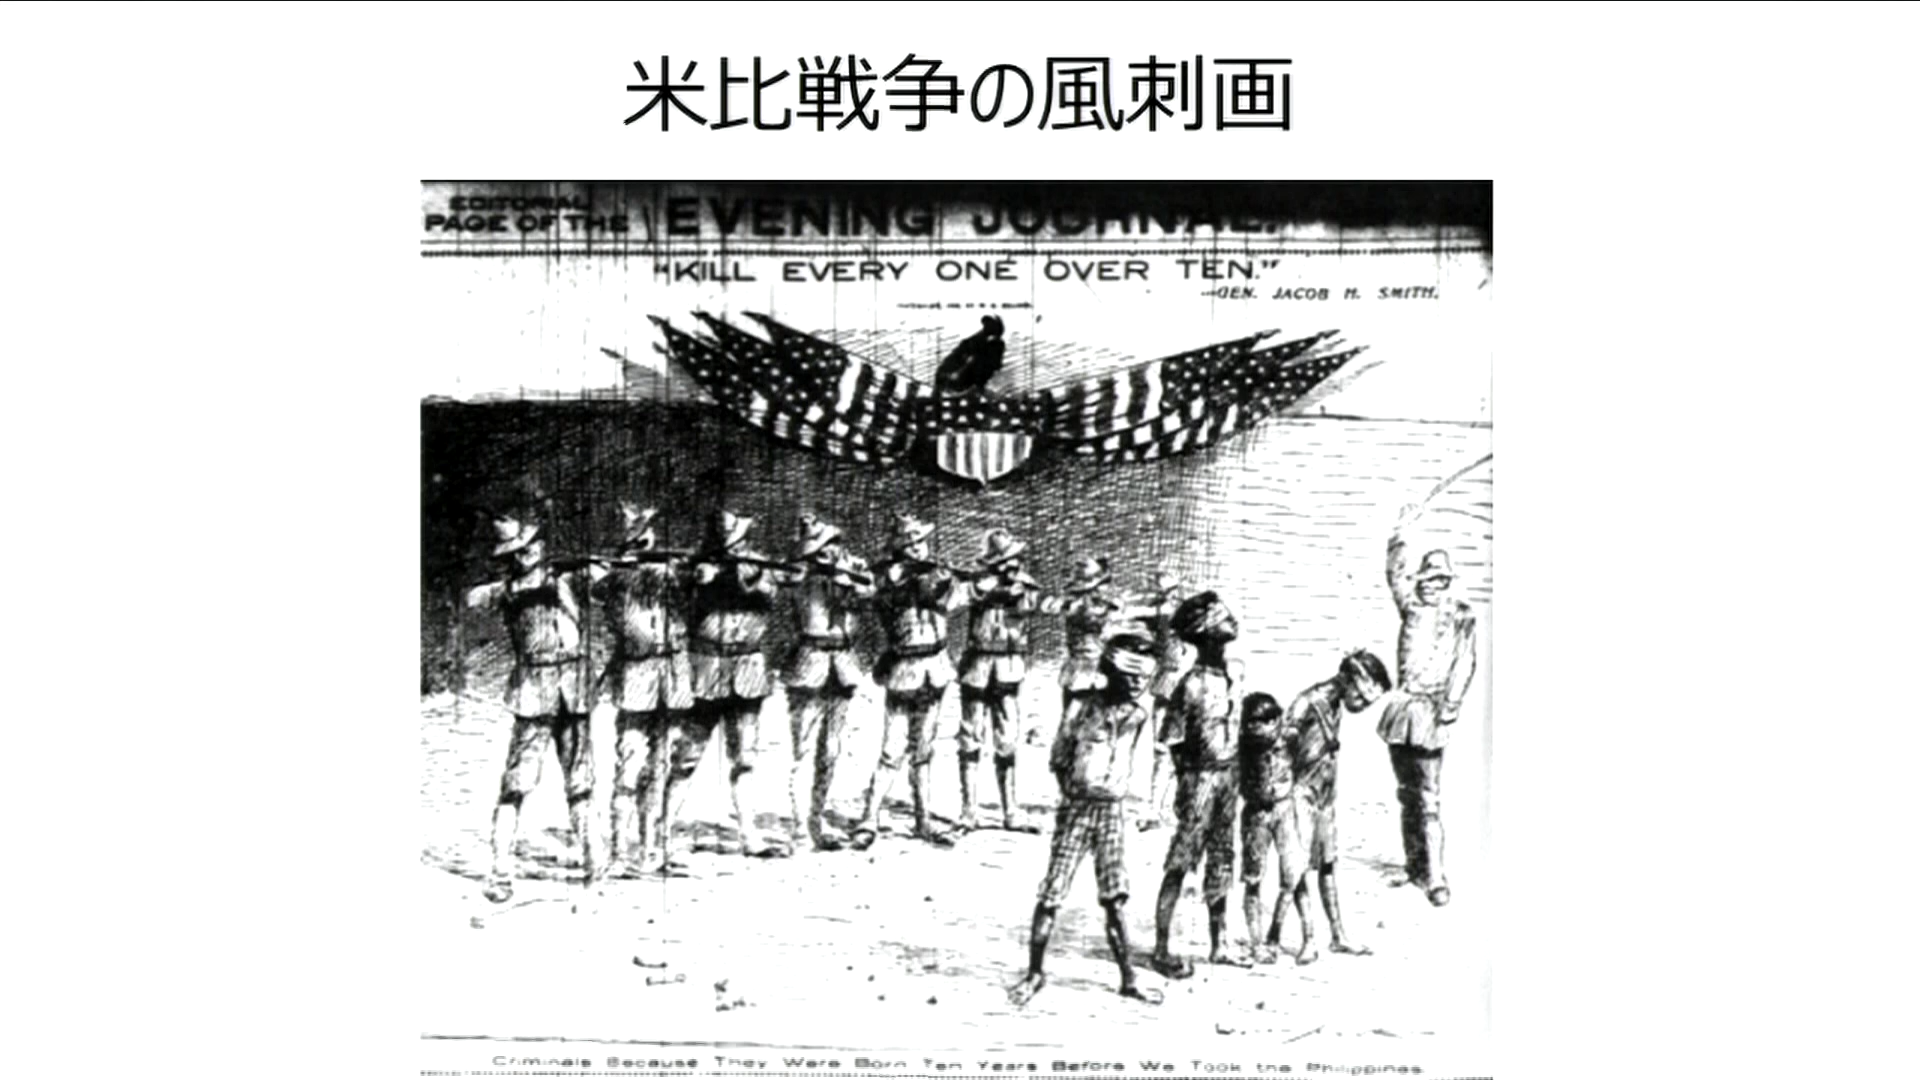 米比戦争の風刺画
EDITORIAL
PAGE OF THE
EVENING JOURNAL.
"KILL EVERY ONE OVER TEN."
—GEN. JACOB H. SMITH.
Criminals Because They Were Born Ten Years Before We Took the Philippines